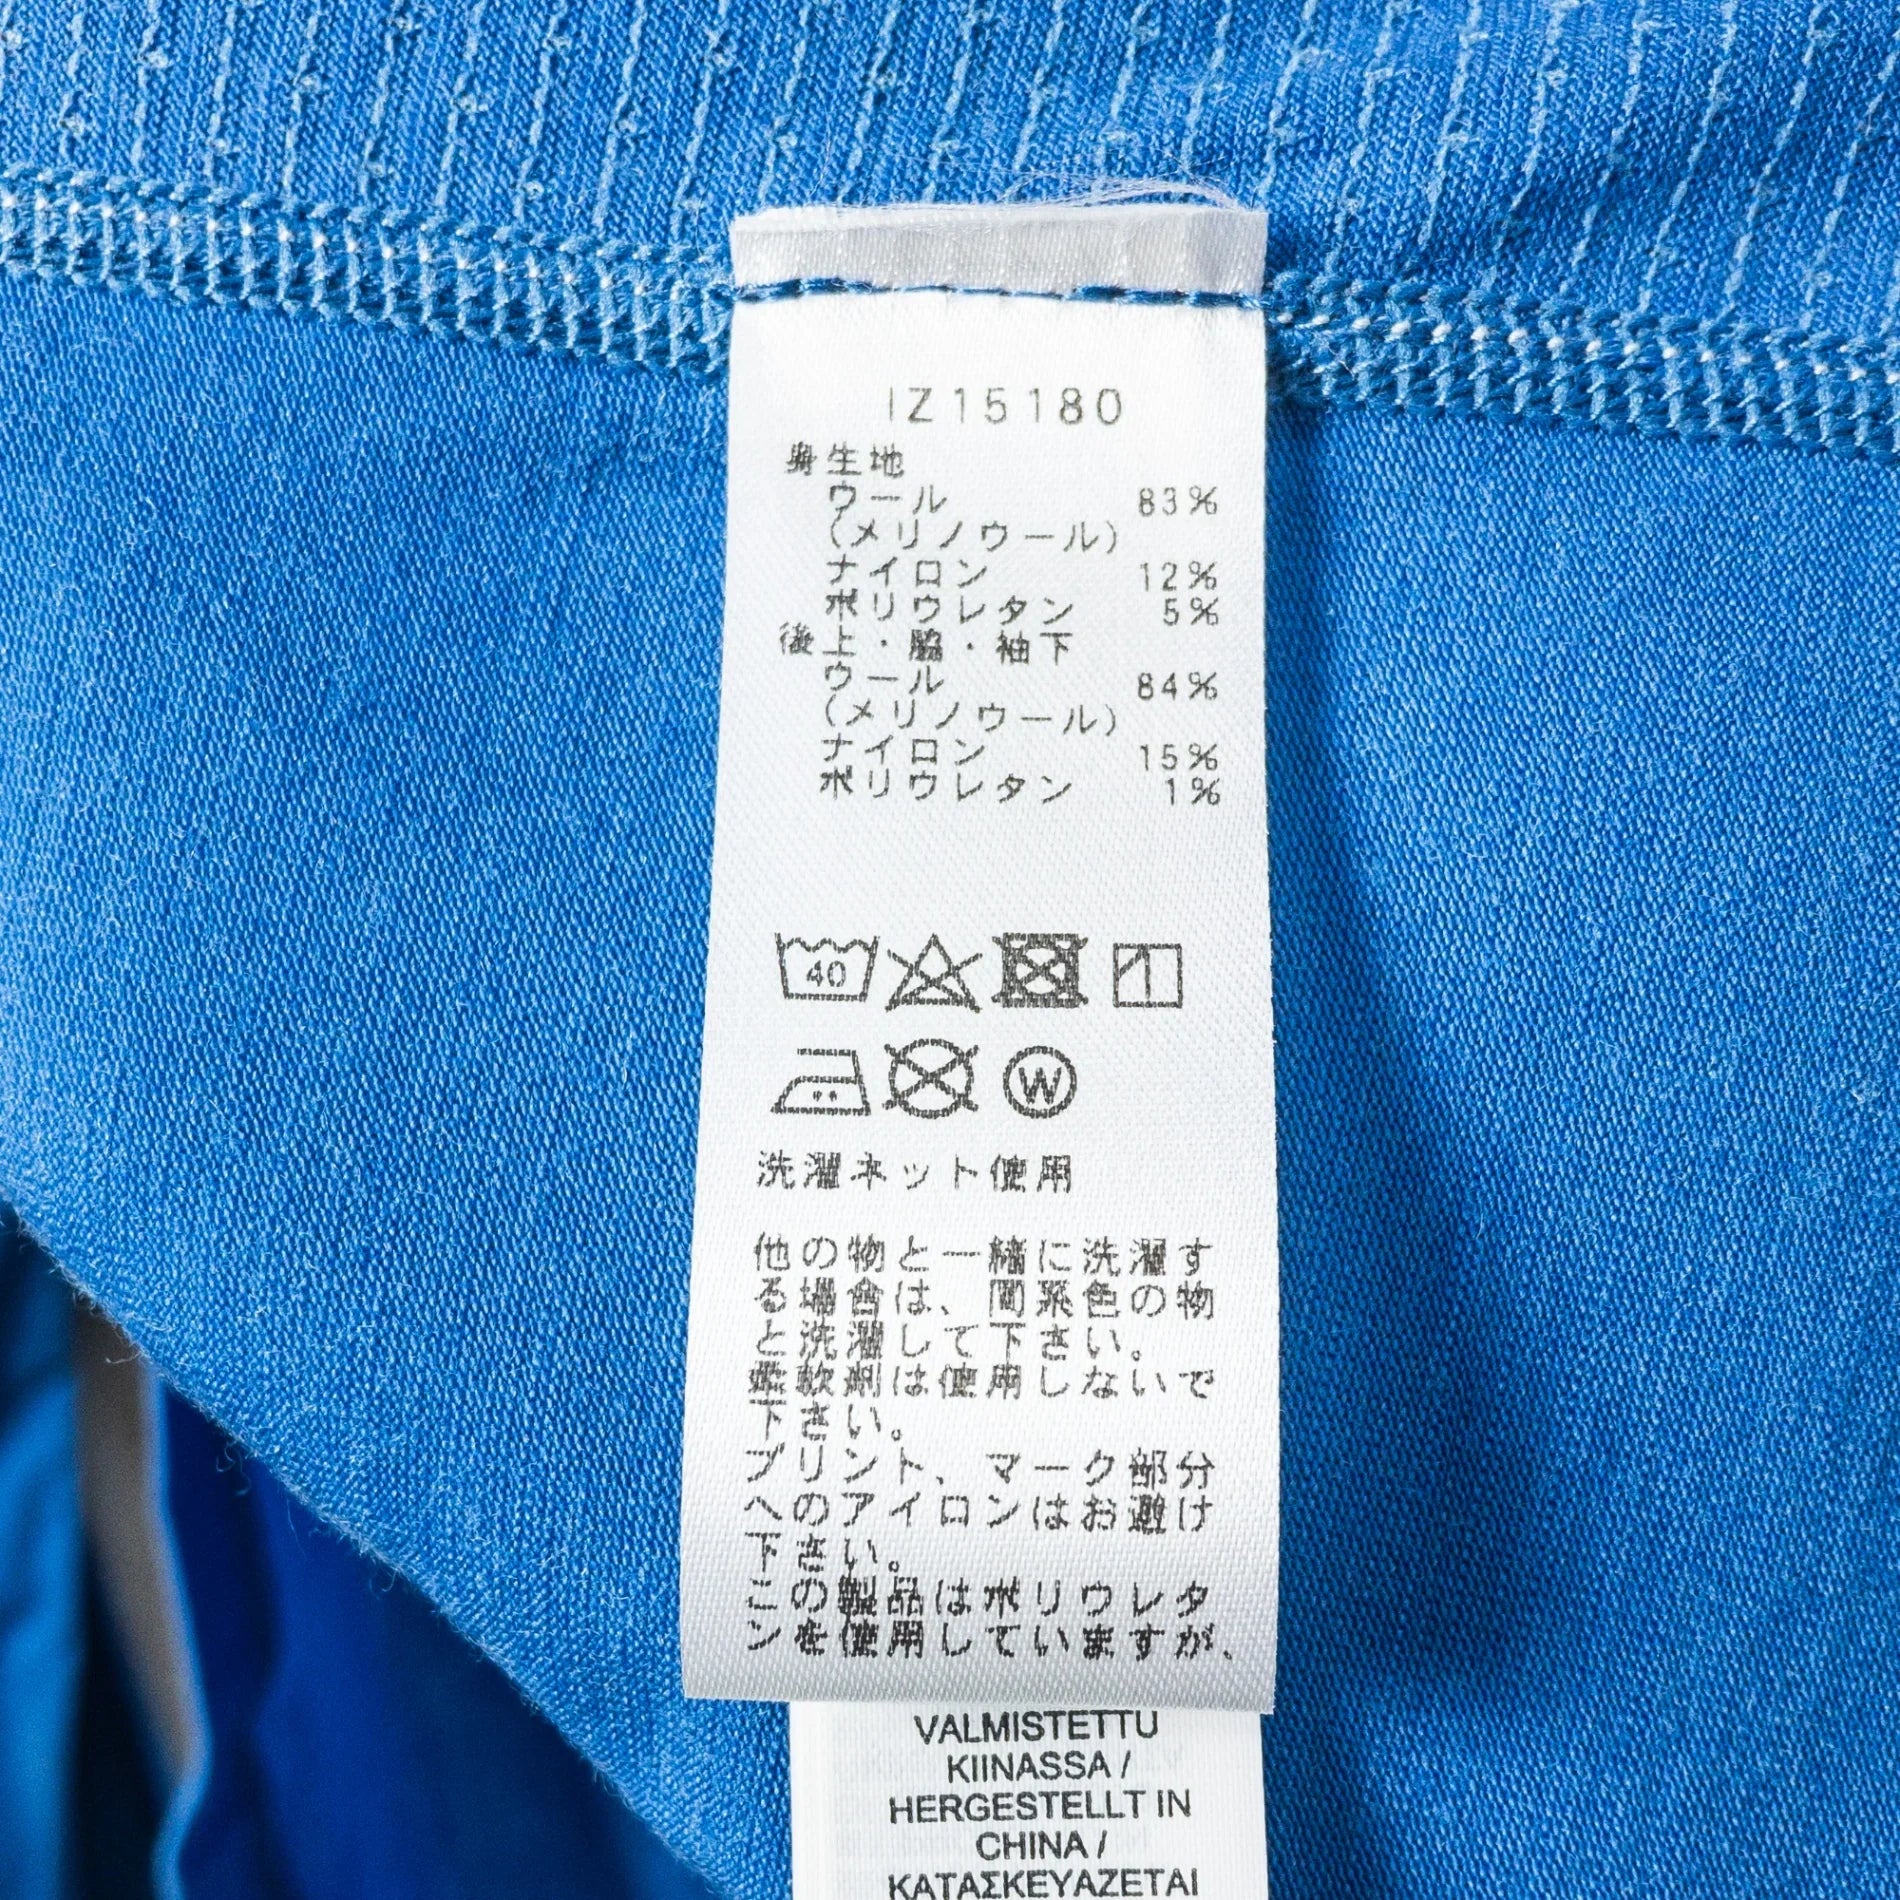 IZ15180
身生地
ウール 83%
(メリノウール)
ナイロン 12%
ポリウレタン 5%
後上・脇・袖下
ウール 84%
(メリノウール)
ナイロン 15%
ポリウレタン 1%
40
W
洗濯ネット使用
他の物と一緒に洗濯す
る場合は、同系色の物
と洗濯して下さい。
柔軟剤は使用しないで
下さい。
プリント、マーク部分
へのアイロンはお避け
下さい。
この製品はポリウレタ
ンを使用していますが、
VALMISTETTU
KIINASSA /
HERGESTELLT IN
CHINA /
ΚΑΤΑΣΚΕΥΑΖΕΤΑΙ